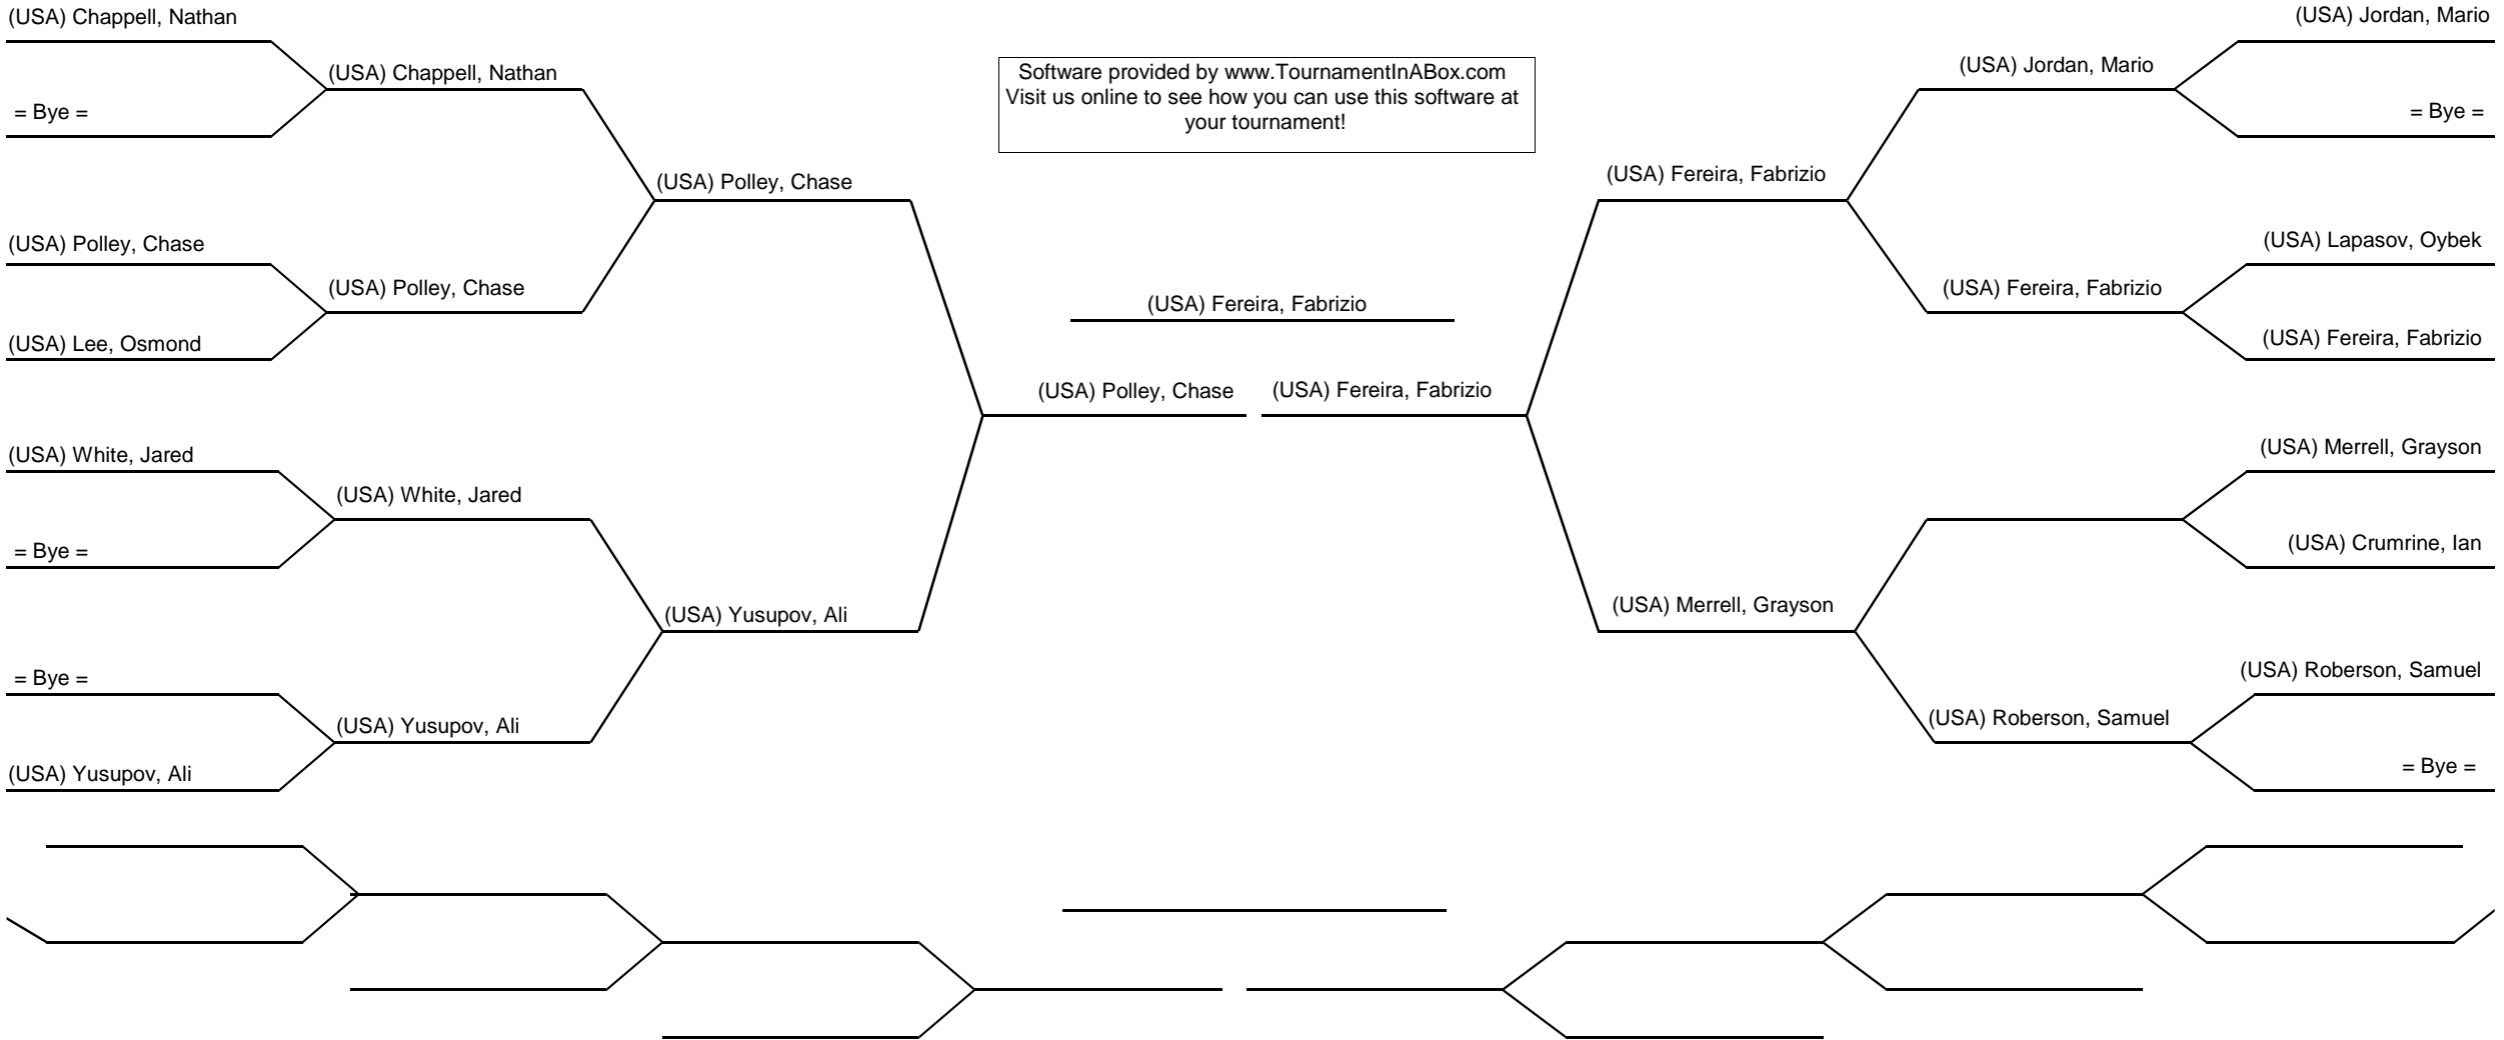 (USA) Chappell, Nathan
= Bye =
(USA) Polley, Chase
(USA) Lee, Osmond
(USA) White, Jared
= Bye =
= Bye =
(USA) Yusupov, Ali
(USA) Chappell, Nathan
(USA) Polley, Chase
(USA) White, Jared
(USA) Yusupov, Ali
(USA) Polley, Chase
(USA) Yusupov, Ali
Software provided by www.TournamentInABox.com
Visit us online to see how you can use this software at
your tournament!
(USA) Fereira, Fabrizio
(USA) Polley, Chase
(USA) Fereira, Fabrizio
(USA) Fereira, Fabrizio
(USA) Merrell, Grayson
(USA) Jordan, Mario
(USA) Fereira, Fabrizio
(USA) Roberson, Samuel
(USA) Jordan, Mario
= Bye =
(USA) Lapasov, Oybek
(USA) Fereira, Fabrizio
(USA) Merrell, Grayson
(USA) Crumrine, Ian
(USA) Roberson, Samuel
= Bye =